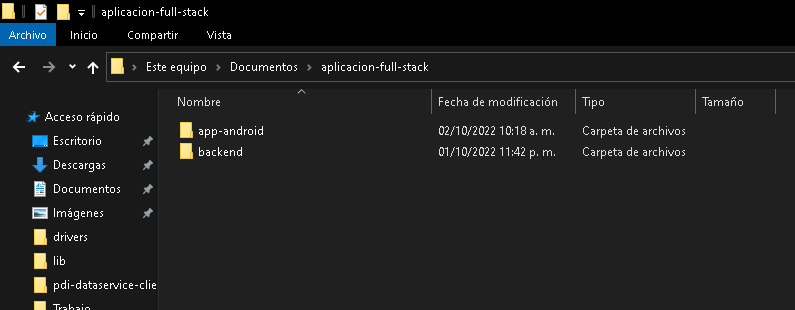 aplicacion-full-stack
Archivo Inicio Compartir Vista
Este equipo Documentos aplicacion-full-stack
Nombre Fecha de modificación Tipo Tamaño
Acceso rápido
Escritorio
Descargas
Documentos
Imágenes
drivers
lib
pdi-dataservice-clie
Trabajo
app-android 02/10/2022 10:18 a. m. Carpeta de archivos
backend 01/10/2022 11:42 p. m. Carpeta de archivos